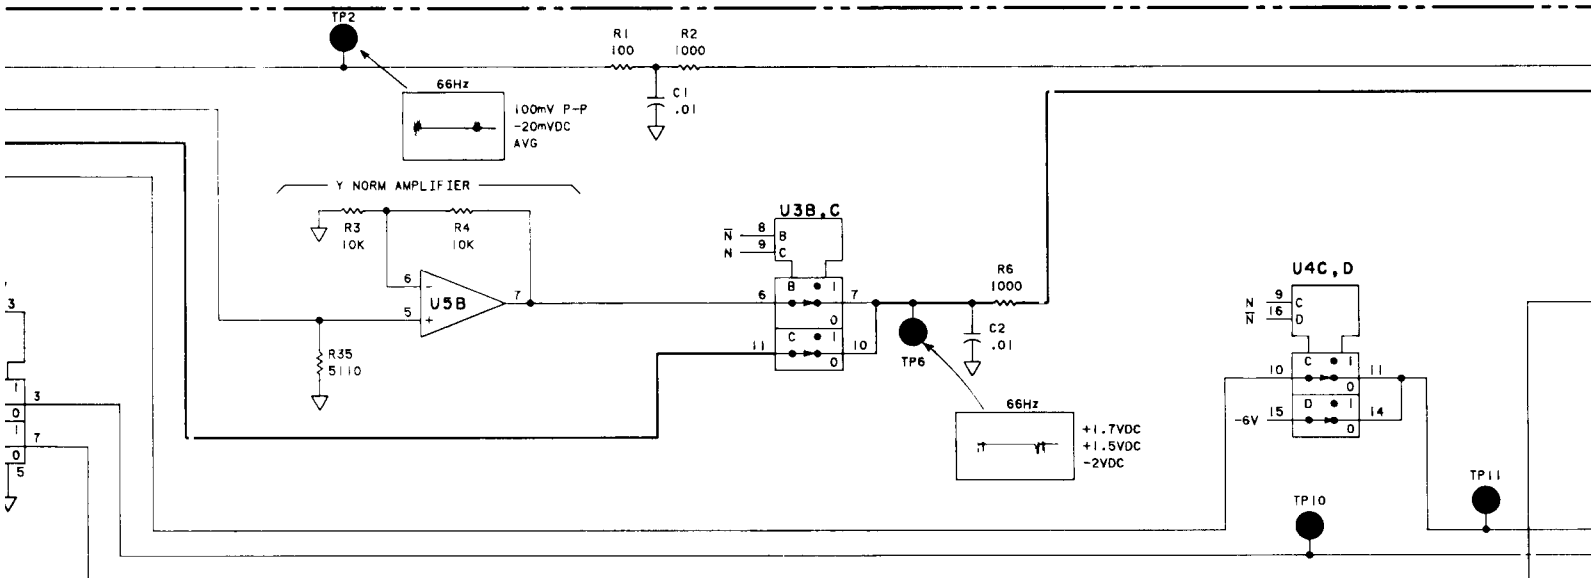 TP2
R1
100
R2
1000
66Hz
100mV P-P
-20mVDC
AVG
C1
.01
Y NORM AMPLIFIER
R3
10K
R4
10K
6
-
U5B
7
5
+
R35
5110
U3B,C
N̅ 8 B
N 9 C
B 1
6 7
0
C 1
11 10
0
TP6
R6
1000
C2
.01
66Hz
+1.7VDC
+1.5VDC
-2VDC
U4C,D
N 9 C
N̅ 16 D
C 1
10 11
0
D 1
-6V 15 14
0
TP11
TP10
3
1
3
0
1
7
0
5